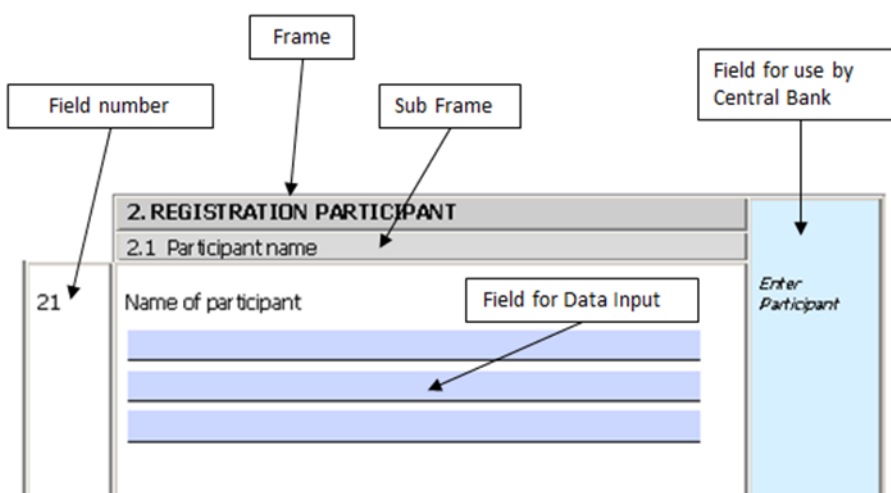 Frame
Field for use by
Central Bank
Field number
Sub Frame
2. REGISTRATION PARTICIPANT
2.1 Participant name
21
Name of participant
Field for Data Input
Enter
Participant